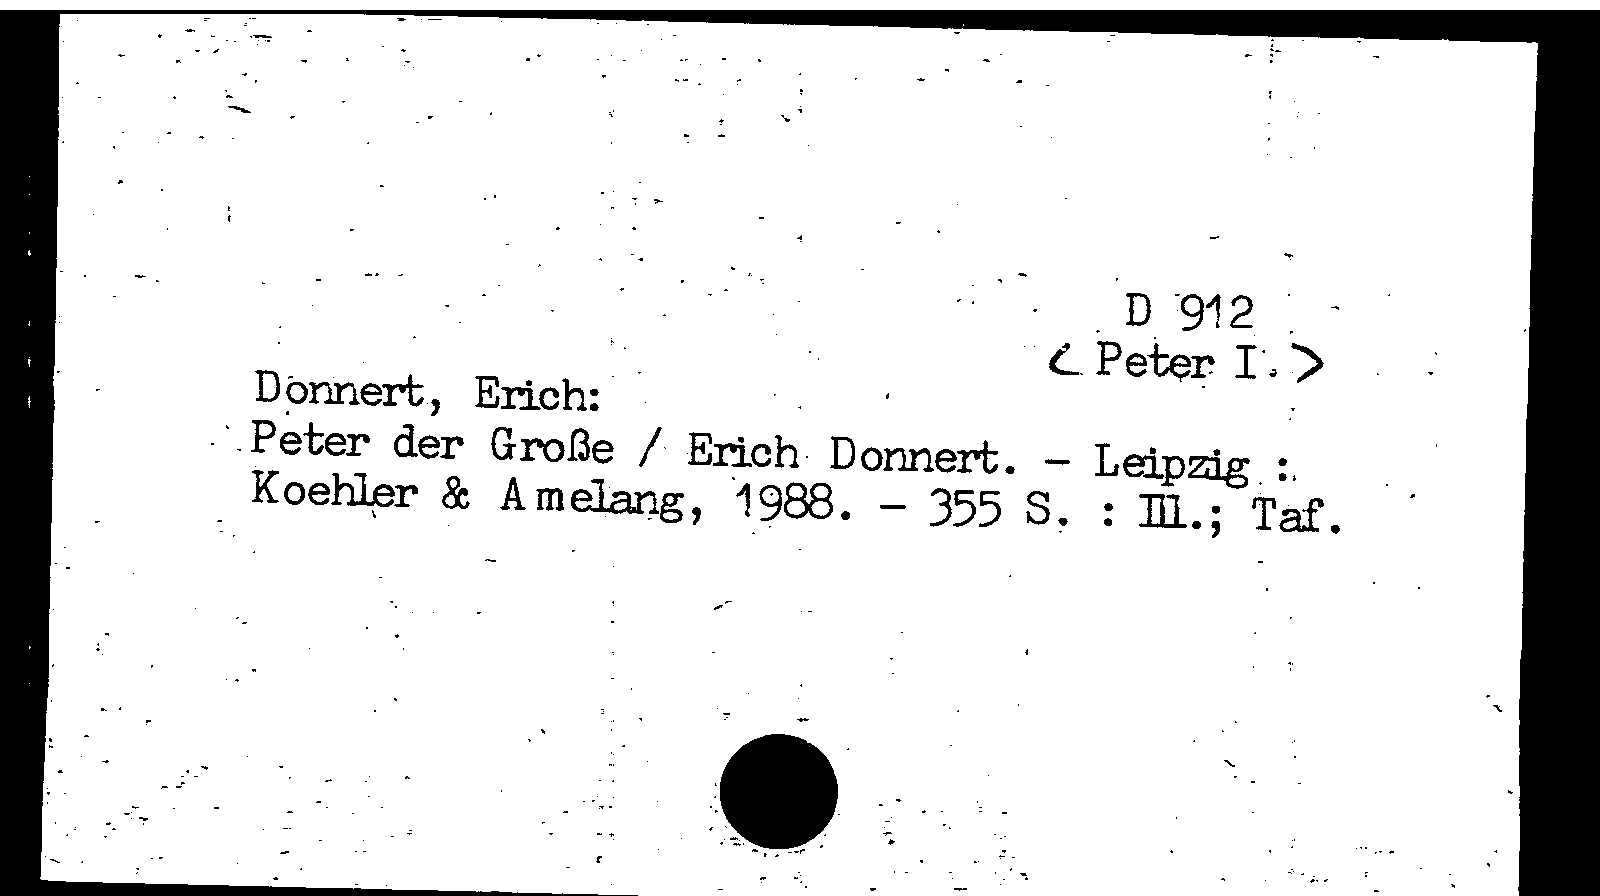 D 912
< Peter I. >
Donnert, Erich:
Peter der Große / Erich Donnert. - Leipzig :
Koehler & Amelang, 1988. - 355 S. : Ill.; Taf.